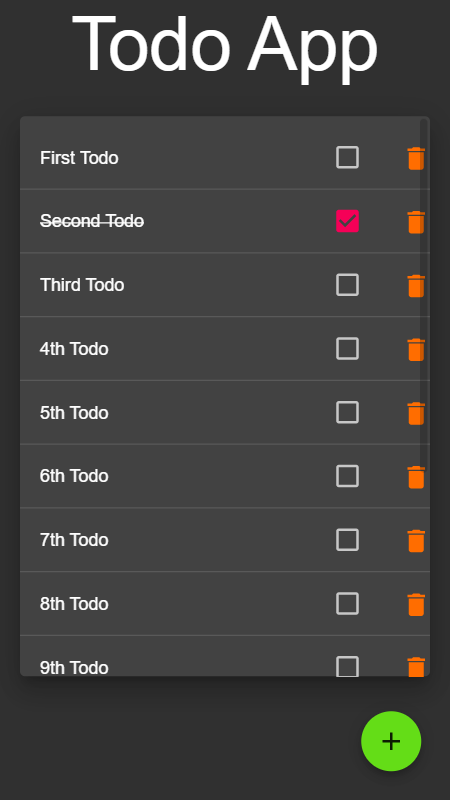 Todo App
First Todo
Second Todo
Third Todo
4th Todo
5th Todo
6th Todo
7th Todo
8th Todo
9th Todo
+